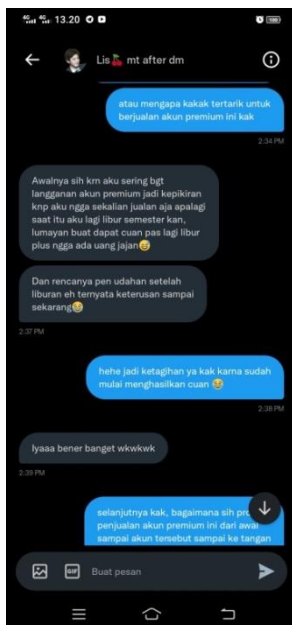 4G 4G 13.20
100
Lis🍒 mt after dm
atau mengapa kakak tertarik untuk
berjualan akun premium ini kak
2:34 PM
Awalnya sih krn aku sering bgt
langganan akun premium jadi kepikiran
knp aku ngga sekalian jualan aja apalagi
saat itu aku lagi libur semester kan,
lumayan buat dapat cuan pas lagi libur
plus ngga ada uang jajan😅
Dan rencanya pen udahan setelah
liburan eh ternyata keterusan sampai
sekarang😂
2:37 PM
hehe jadi ketagihan ya kak karna sudah
mulai menghasilkan cuan 😂
2:38 PM
Iyaaa bener banget wkwkwk
2:39 PM
selanjutnya kak, bagaimana sih
penjualan akun premium ini dari awal
sampai akun tersebut sampai ke tangan
GIF Buat pesan